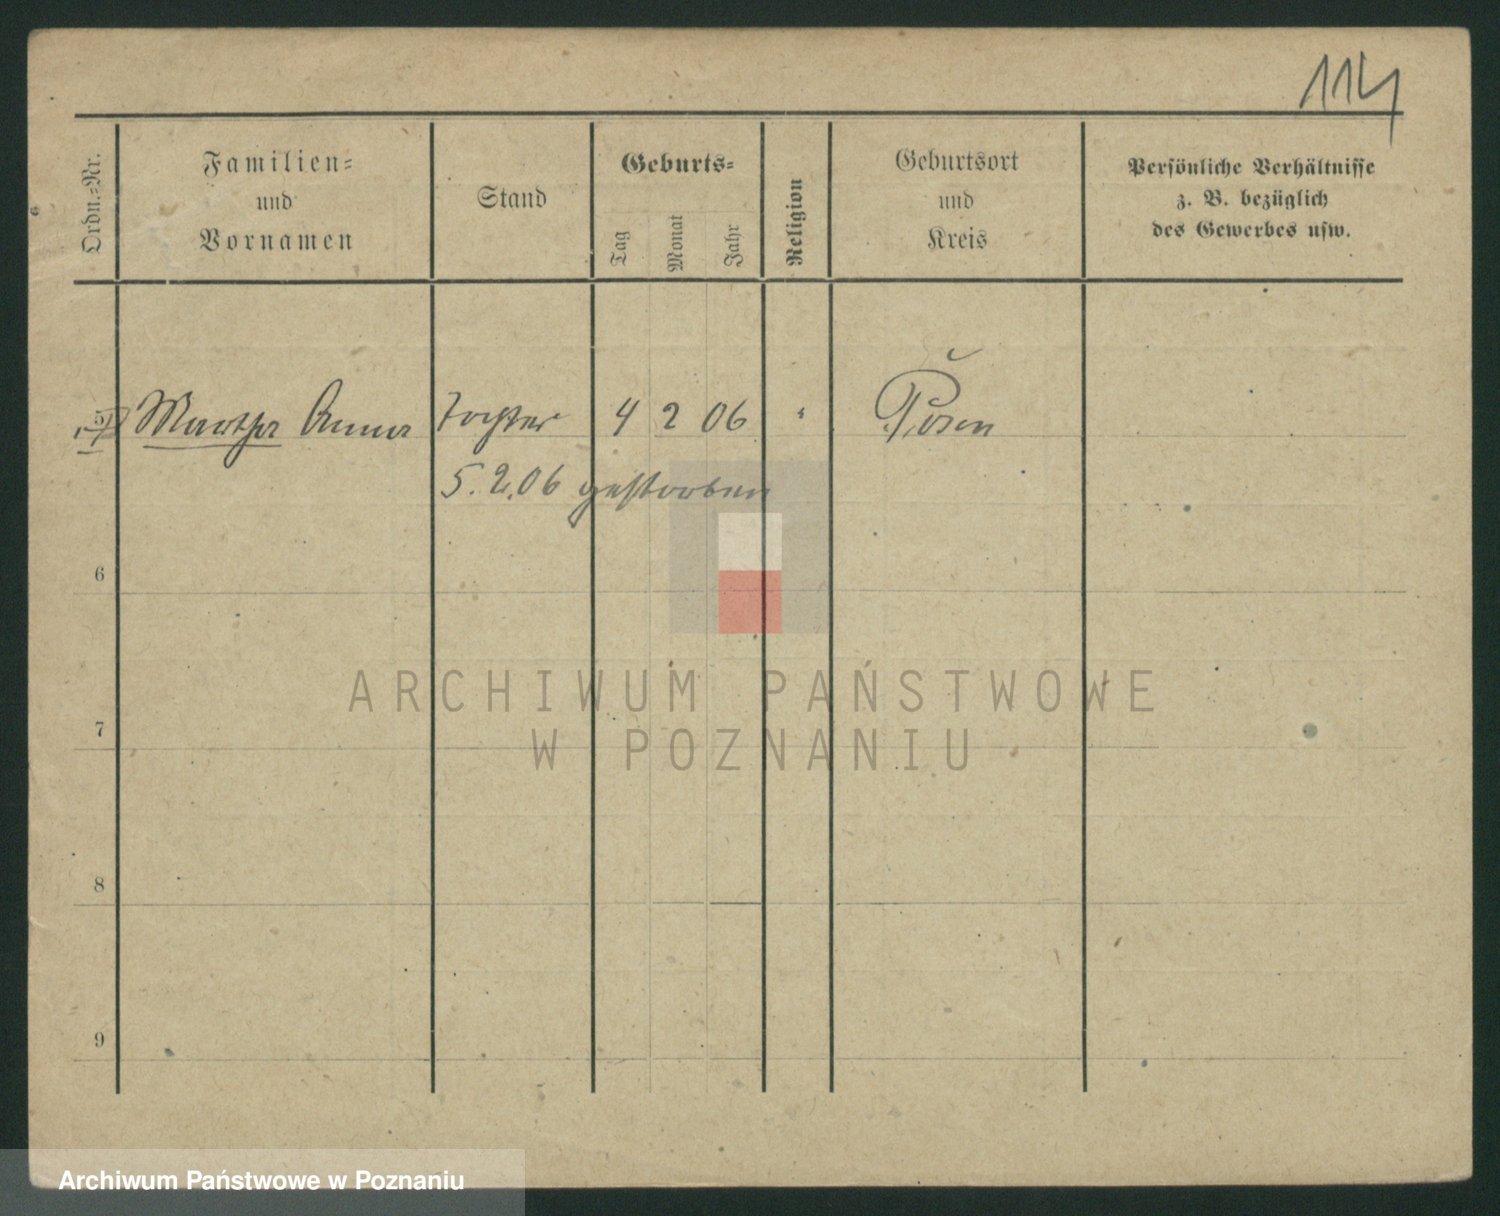 114
Ordn.=Nr.
Familien=
und
Vornamen
Stand
Geburts=
Tag
Monat
Jahr
Religion
Geburtsort
und
Kreis
Persönliche Verhältnisse
z. B. bezüglich
des Gewerbes usw.
Martha Anna Tochter 4 2 06 " Posen
5.2.06 gestorben
6
ARCHIWUM PAŃSTWOWE
7
W POZNANIU
8
9
Archiwum Państwowe w Poznaniu